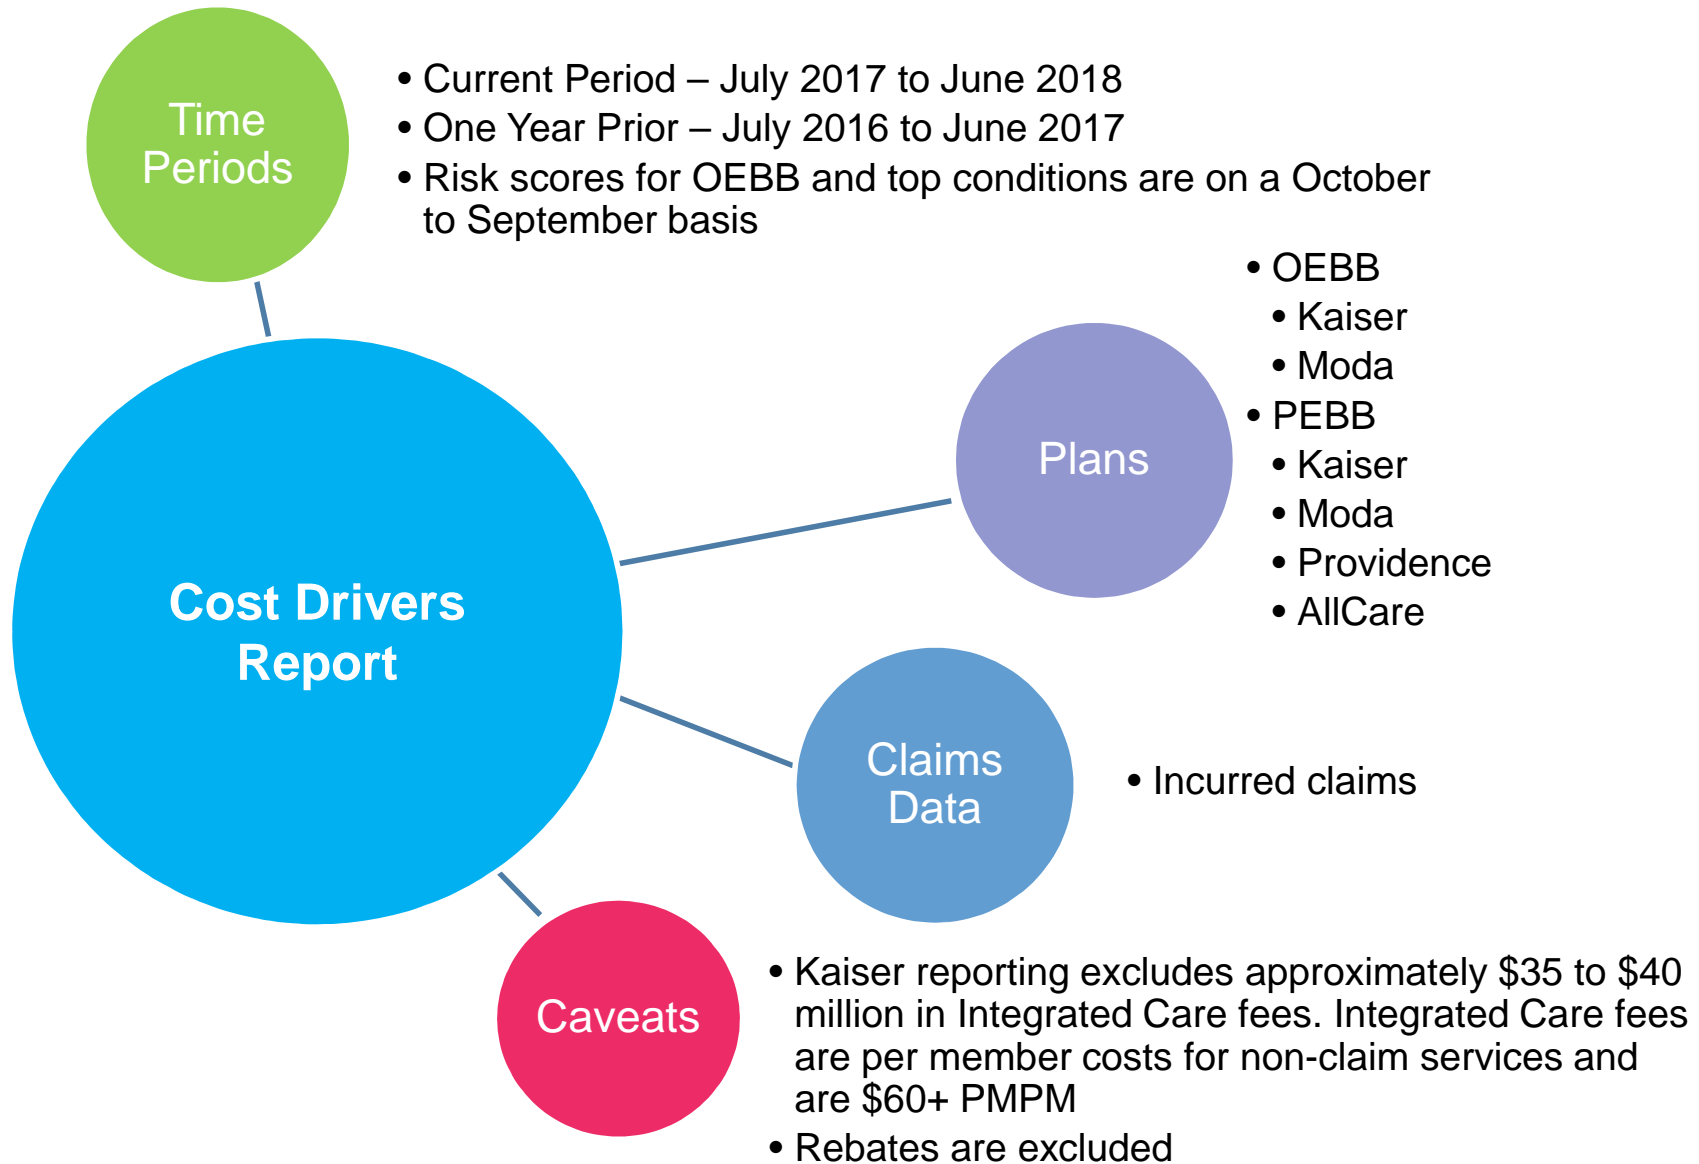 Time
Periods
• Current Period – July 2017 to June 2018
• One Year Prior – July 2016 to June 2017
• Risk scores for OEBB and top conditions are on a October
to September basis
Cost Drivers
Report
Plans
• OEBB
• Kaiser
• Moda
• PEBB
• Kaiser
• Moda
• Providence
• AllCare
Claims
Data
• Incurred claims
Caveats
• Kaiser reporting excludes approximately $35 to $40
million in Integrated Care fees. Integrated Care fees
are per member costs for non-claim services and
are $60+ PMPM
• Rebates are excluded